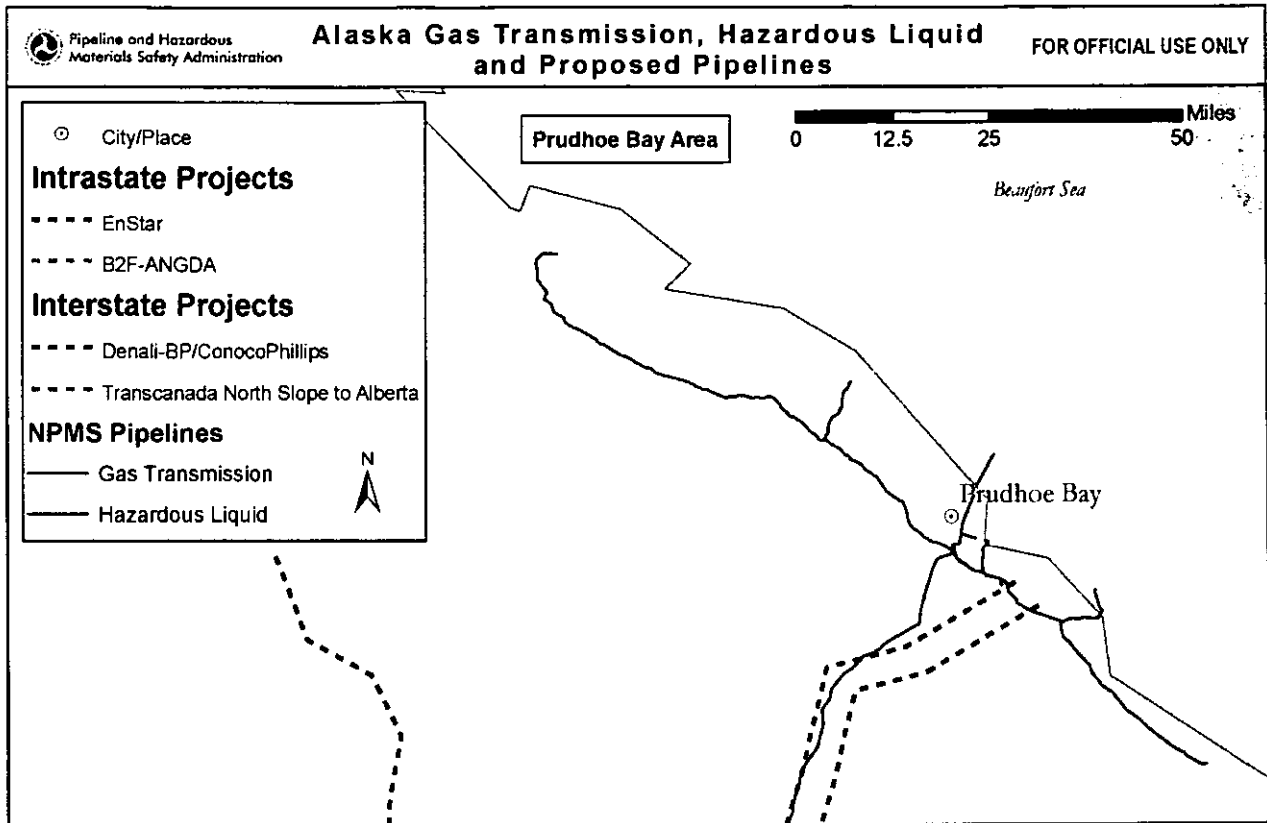 Pipeline and Hazardous
Materials Safety Administration
Alaska Gas Transmission, Hazardous Liquid
and Proposed Pipelines
FOR OFFICIAL USE ONLY
City/Place
Intrastate Projects
EnStar
B2F-ANGDA
Interstate Projects
Denali-BP/ConocoPhillips
Transcanada North Slope to Alberta
NPMS Pipelines
Gas Transmission
Hazardous Liquid
N
Prudhoe Bay Area
Miles
0 12.5 25 50
Beaufort Sea
Prudhoe Bay